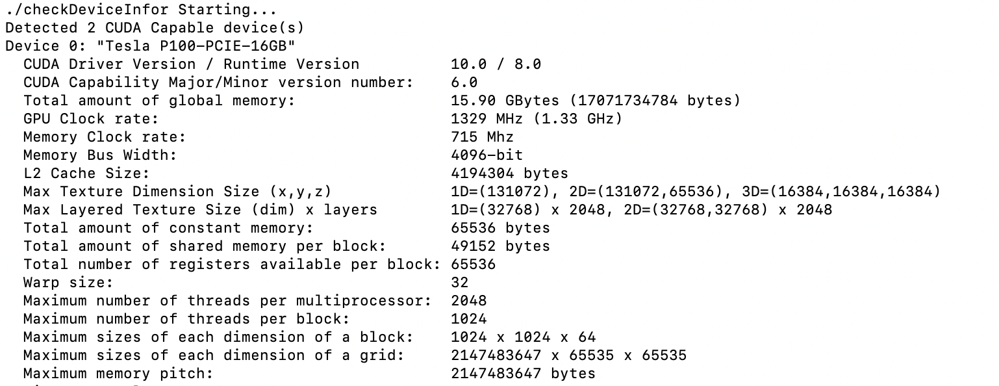 ./checkDeviceInfor Starting...
Detected 2 CUDA Capable device(s)
Device 0: "Tesla P100-PCIE-16GB"
  CUDA Driver Version / Runtime Version          10.0 / 8.0
  CUDA Capability Major/Minor version number:    6.0
  Total amount of global memory:                 15.90 GBytes (17071734784 bytes)
  GPU Clock rate:                                1329 MHz (1.33 GHz)
  Memory Clock rate:                             715 Mhz
  Memory Bus Width:                              4096-bit
  L2 Cache Size:                                 4194304 bytes
  Max Texture Dimension Size (x,y,z)             1D=(131072), 2D=(131072,65536), 3D=(16384,16384,16384)
  Max Layered Texture Size (dim) x layers        1D=(32768) x 2048, 2D=(32768,32768) x 2048
  Total amount of constant memory:               65536 bytes
  Total amount of shared memory per block:       49152 bytes
  Total number of registers available per block: 65536
  Warp size:                                     32
  Maximum number of threads per multiprocessor:  2048
  Maximum number of threads per block:           1024
  Maximum sizes of each dimension of a block:    1024 x 1024 x 64
  Maximum sizes of each dimension of a grid:     2147483647 x 65535 x 65535
  Maximum memory pitch:                          2147483647 bytes